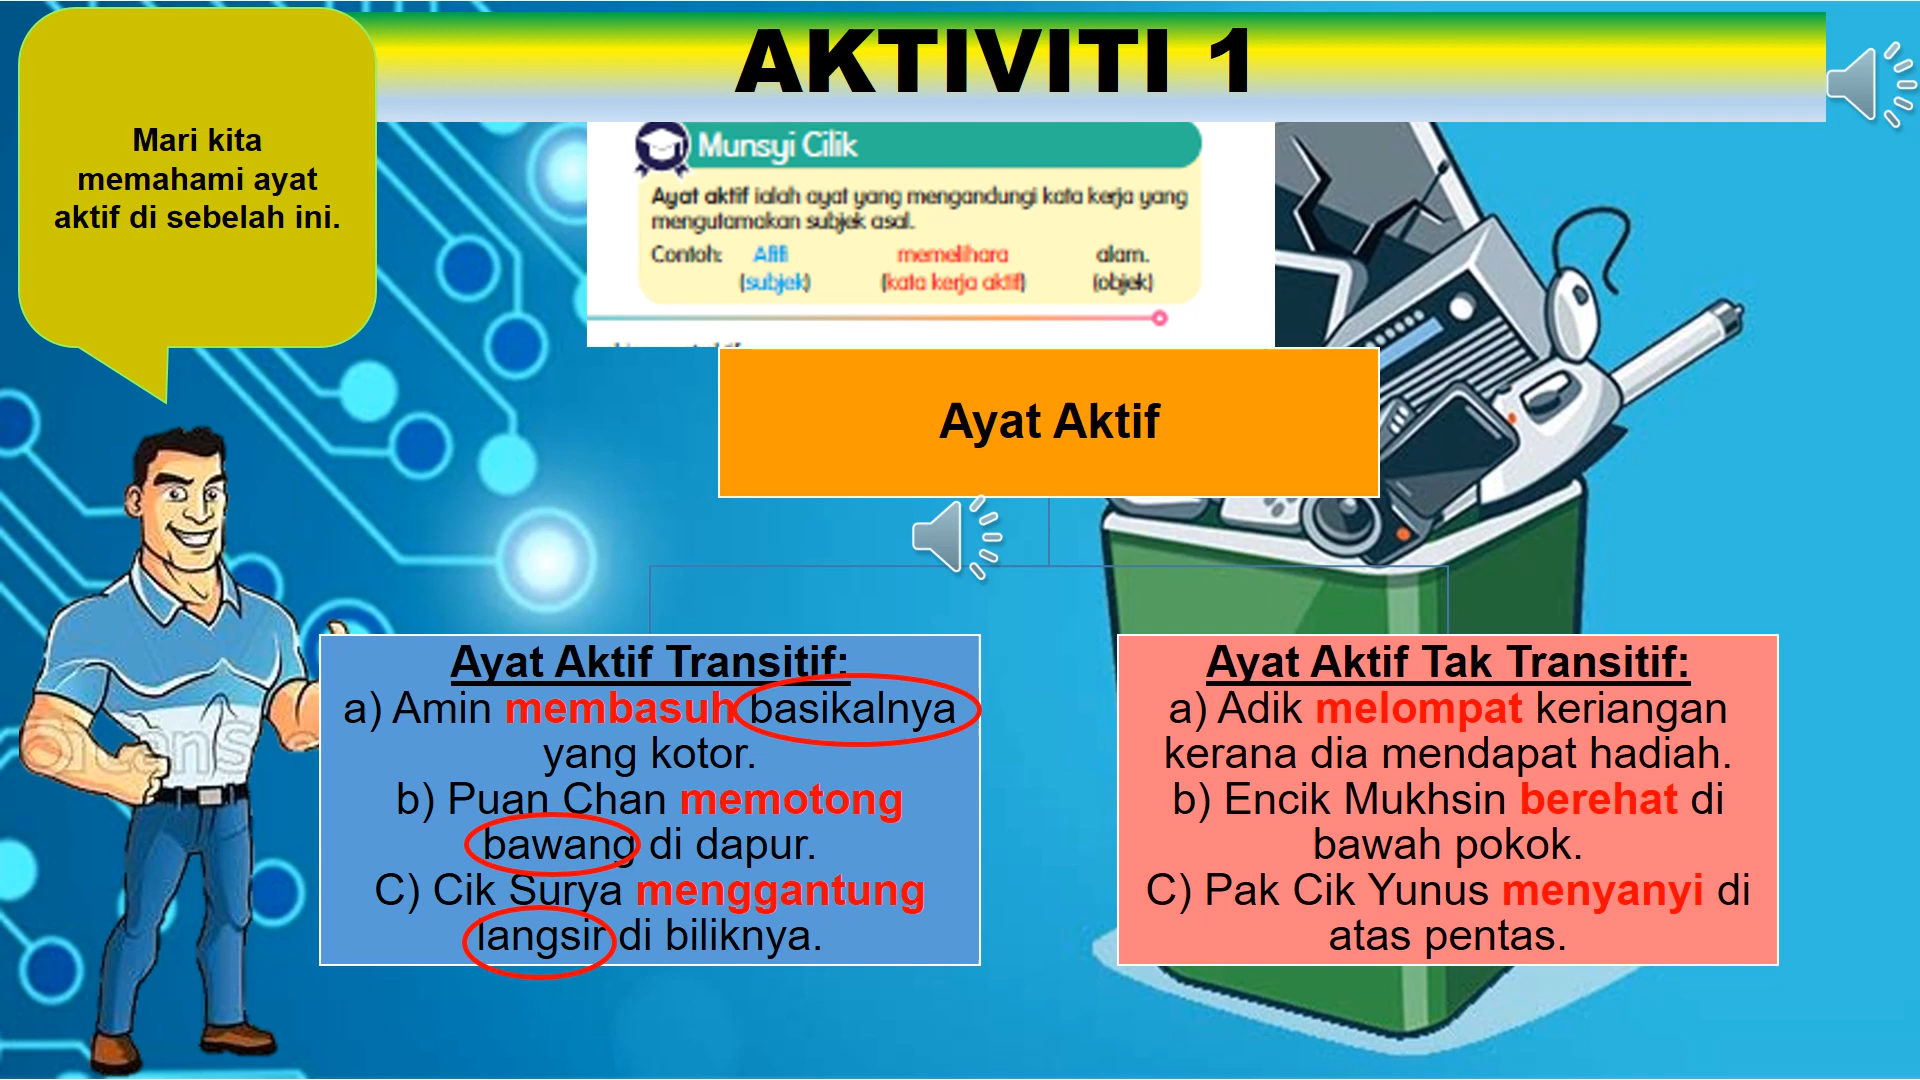 AKTIVITI 1
Mari kita
memahami ayat
aktif di sebelah ini.
Munsyi Cilik
Ayat aktif ialah ayat yang mengandungi kata kerja yang
mengutamakan subjek asal.
Contoh: Afifi memelihara alam.
(subjek) (kata kerja aktif) (objek)
Ayat Aktif
Ayat Aktif Transitif:
a) Amin membasuh basikalnya
yang kotor.
b) Puan Chan memotong
bawang di dapur.
C) Cik Surya menggantung
langsir di biliknya.
Ayat Aktif Tak Transitif:
a) Adik melompat keriangan
kerana dia mendapat hadiah.
b) Encik Mukhsin berehat di
bawah pokok.
C) Pak Cik Yunus menyanyi di
atas pentas.